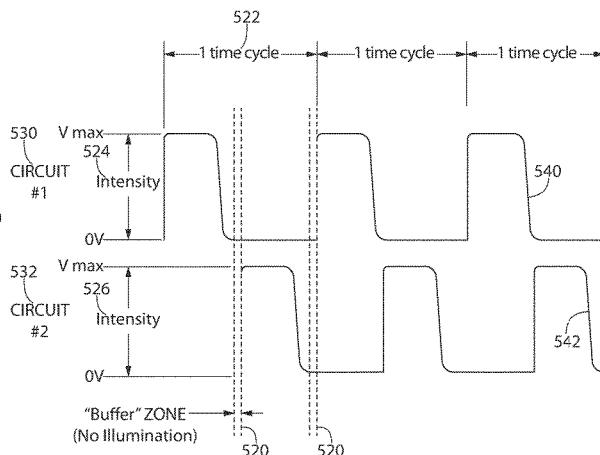 522
1 time cycle
1 time cycle
1 time cycle
530
V max
524
CIRCUIT
#1
Intensity
540
0V
532
V max
526
CIRCUIT
#2
Intensity
542
0V
"Buffer" ZONE
(No Illumination)
520
520